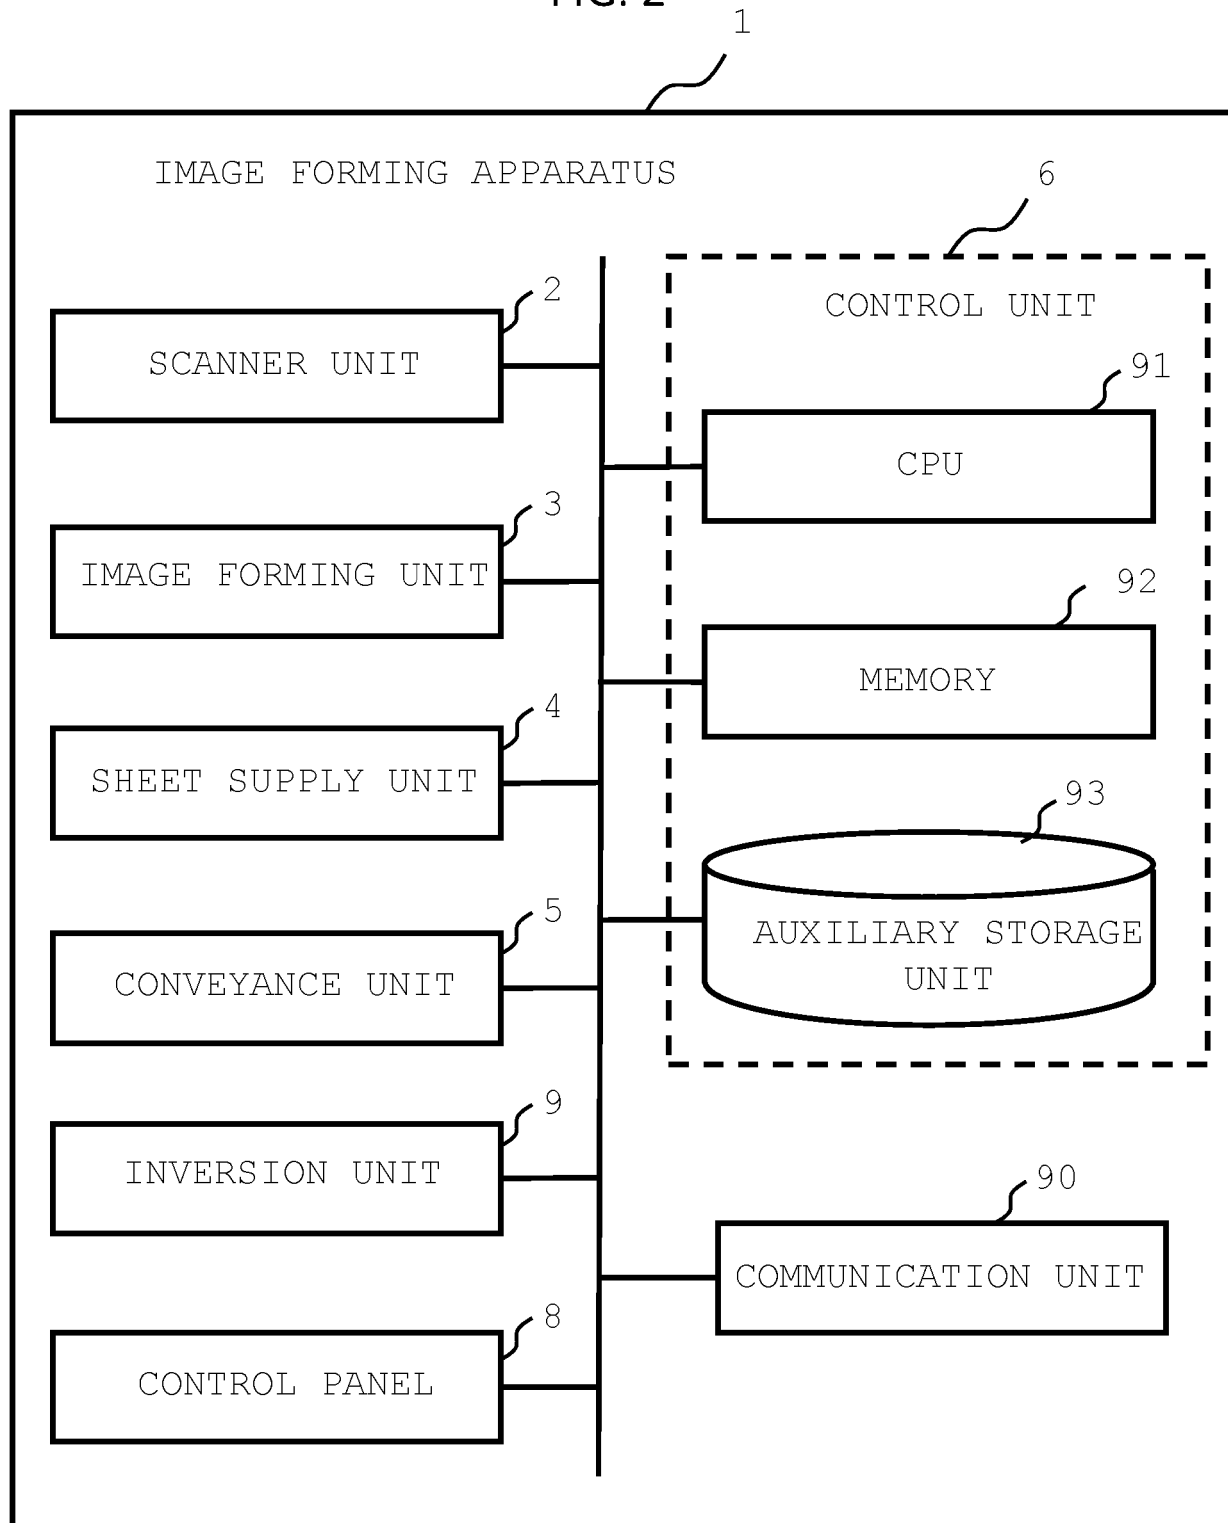 FIG. 2
1
IMAGE FORMING APPARATUS
6
CONTROL UNIT
2
SCANNER UNIT
91
CPU
3
IMAGE FORMING UNIT
92
MEMORY
4
SHEET SUPPLY UNIT
93
AUXILIARY STORAGE
UNIT
5
CONVEYANCE UNIT
9
INVERSION UNIT
90
COMMUNICATION UNIT
8
CONTROL PANEL